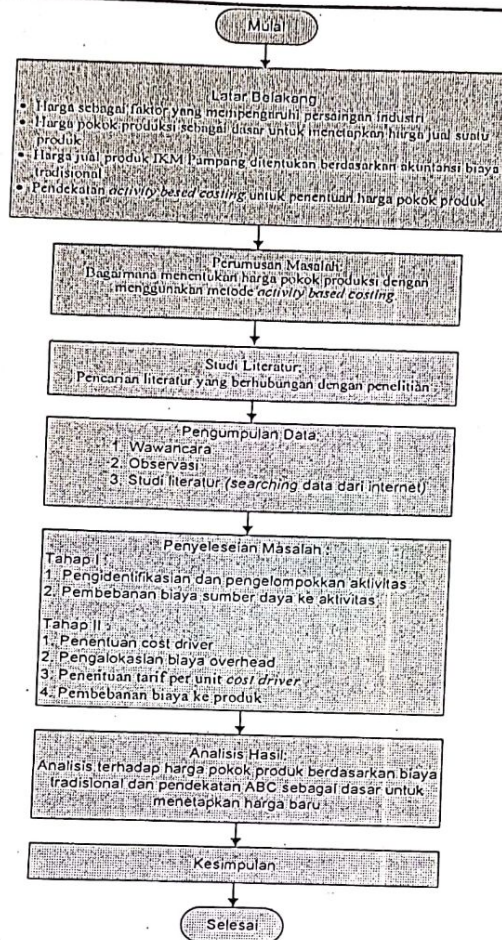 Mulai
Latar Belakang
• Harga sebagai faktor yang mempengaruhi persaingan industri
• Harga pokok produksi sebagai dasar untuk menetapkan harga jual suatu
produk
• Harga jual produk IKM Pampang ditentukan berdasarkan akuntansi biaya
tradisional
• Pendekatan activity based costing untuk penentuan harga pokok produk
Perumusan Masalah:
Bagaimana menentukan harga pokok produksi dengan
menggunakan metode activity based costing
Studi Literatur:
Pencarian literatur yang berhubungan dengan penelitian
Pengumpulan Data:
1. Wawancara
2. Observasi
3. Studi literatur (searching data dari internet)
Penyeleseian Masalah :
Tahap I :
1. Pengidentifikasian dan pengelompokkan aktivitas
2. Pembebanan biaya sumber daya ke aktivitas
Tahap II :
1. Penentuan cost driver
2. Pengalokasian biaya overhead
3. Penentuan tarif per unit cost driver
4. Pembebanan biaya ke produk
Analisis Hasil:
Analisis terhadap harga pokok produk berdasarkan biaya
tradisional dan pendekatan ABC sebagai dasar untuk
menetapkan harga baru
Kesimpulan
Selesai